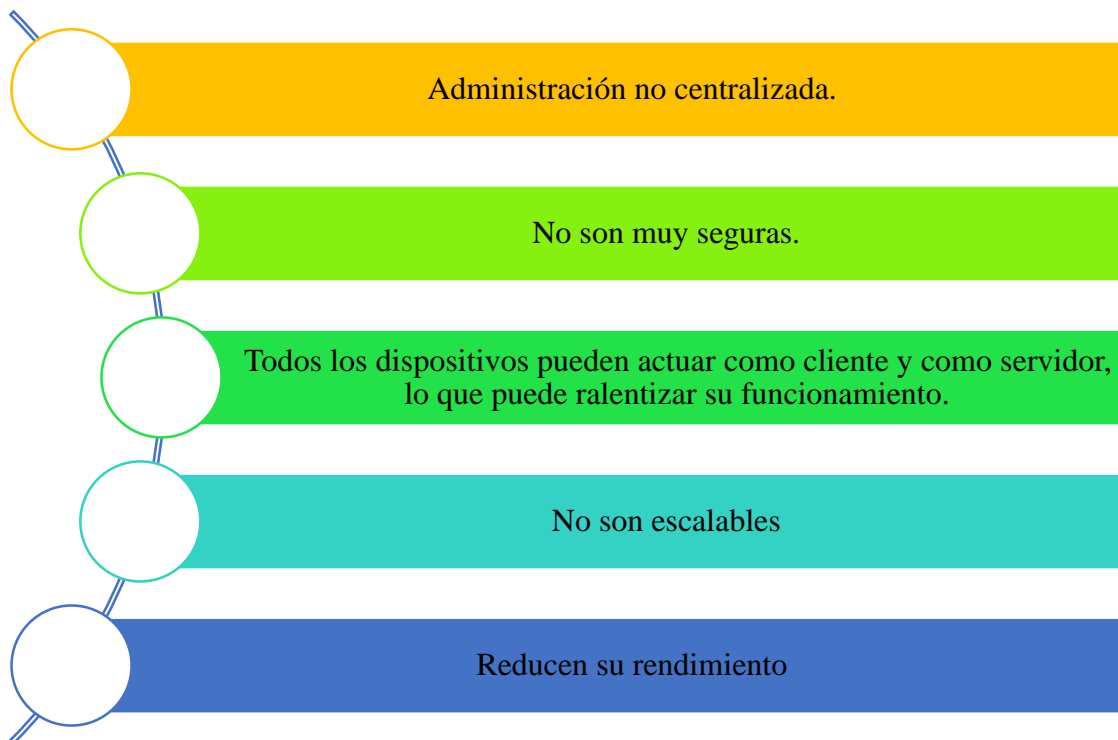 Administración no centralizada.
No son muy seguras.
Todos los dispositivos pueden actuar como cliente y como servidor,
lo que puede ralentizar su funcionamiento.
No son escalables
Reducen su rendimiento